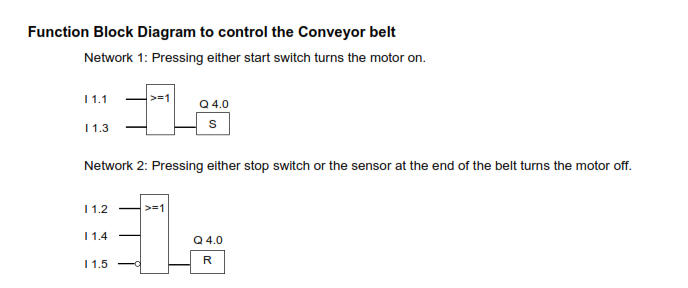 Function Block Diagram to control the Conveyor belt
Network 1: Pressing either start switch turns the motor on.
I 1.1 >=1
Q 4.0
I 1.3 S
Network 2: Pressing either stop switch or the sensor at the end of the belt turns the motor off.
I 1.2 >=1
I 1.4 Q 4.0
I 1.5 R